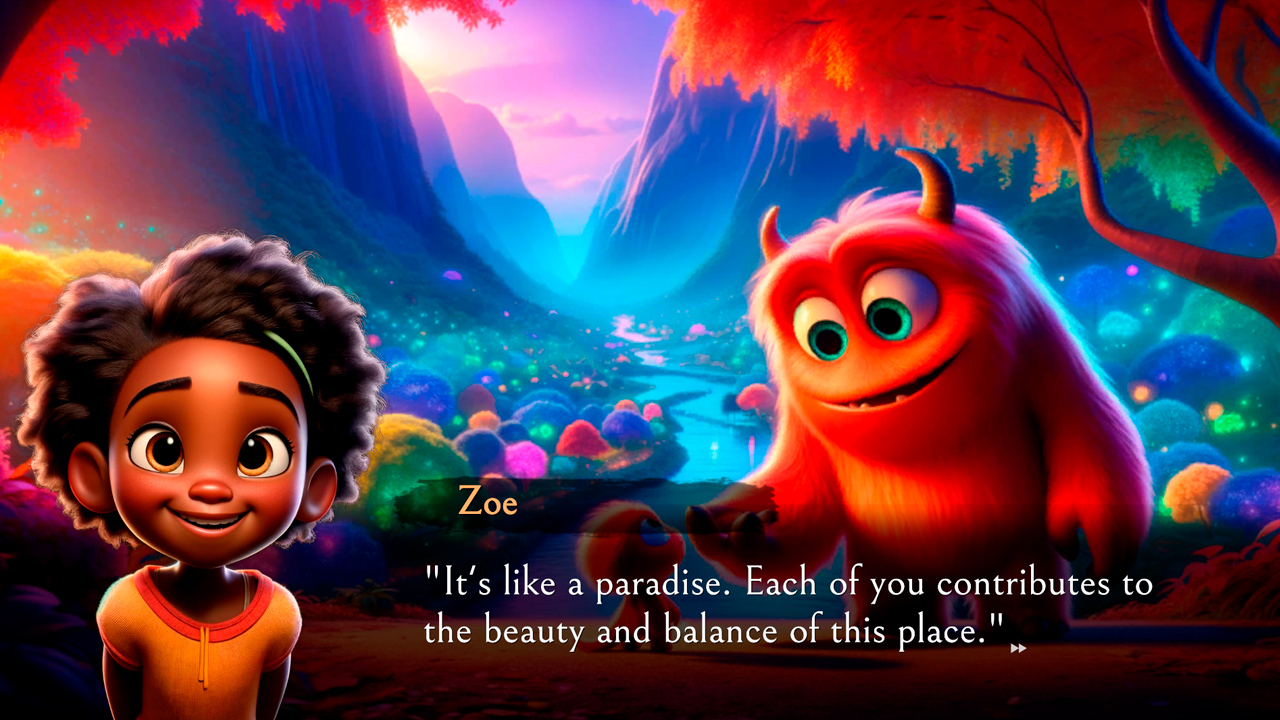 Zoe
"It's like a paradise. Each of you contributes to
the beauty and balance of this place."